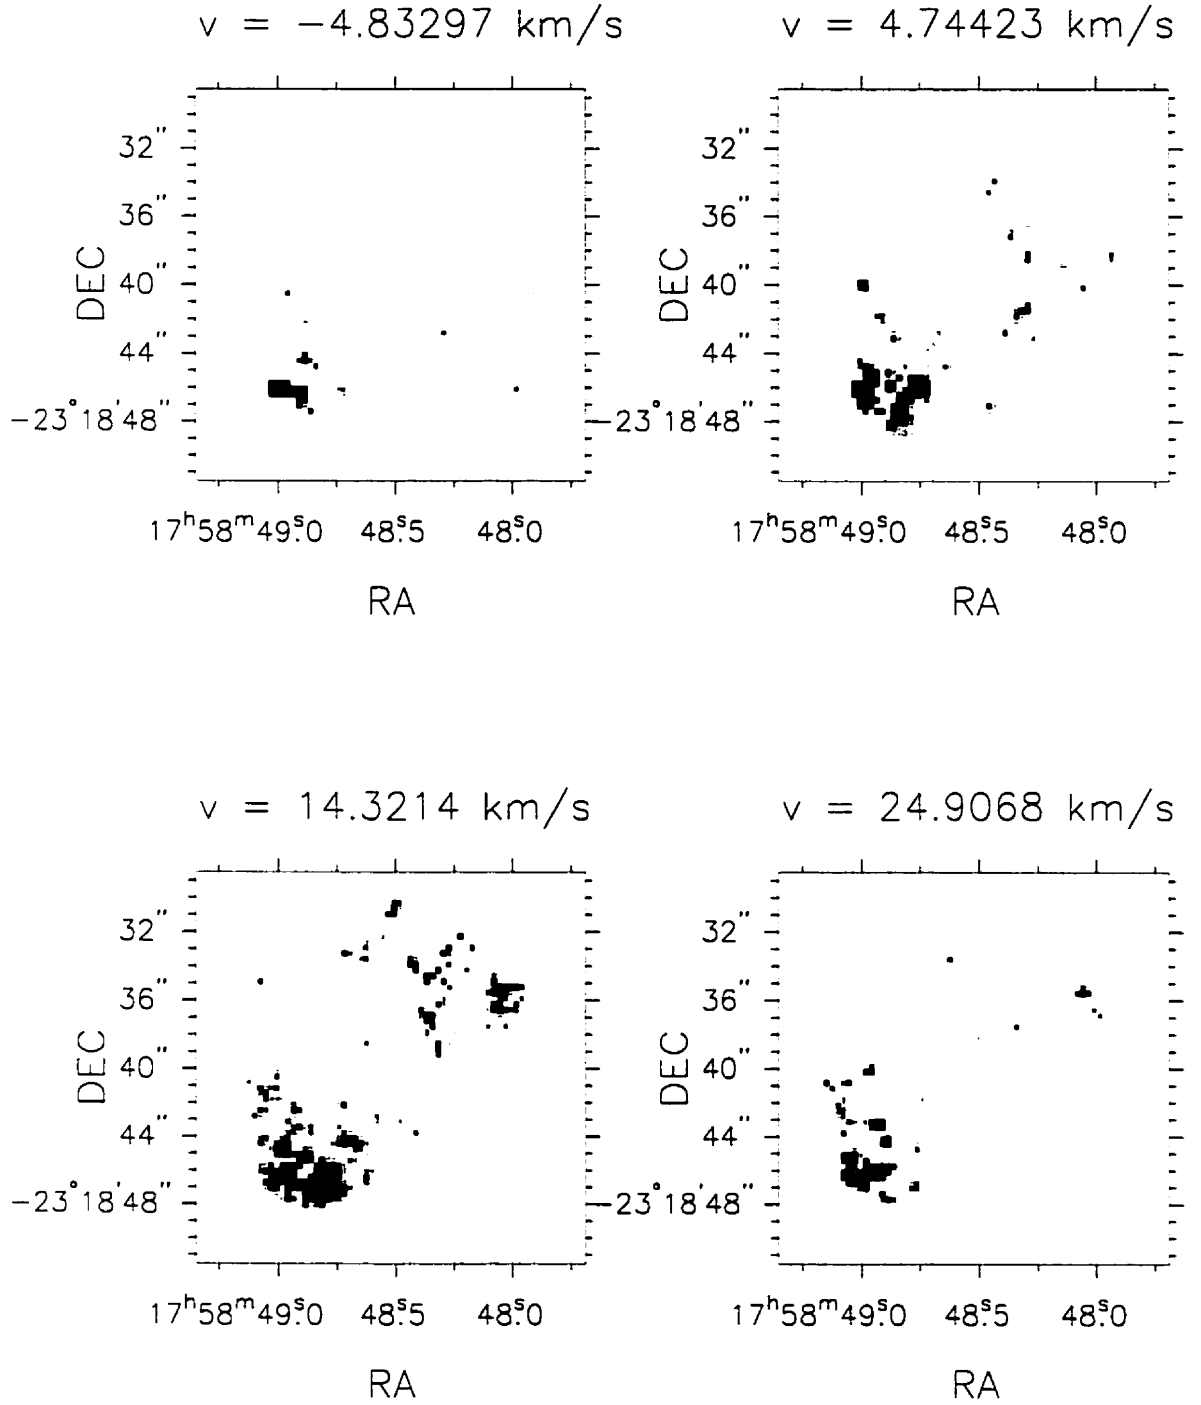 v = −4.83297 km/s
v = 4.74423 km/s
32"
36"
DEC
40"
44"
−23°18'48"
17ʰ58ᵐ49ˢ.0 48ˢ.5 48ˢ.0
RA
32"
36"
DEC
40"
44"
−23°18'48"
17ʰ58ᵐ49ˢ.0 48ˢ.5 48ˢ.0
RA
v = 14.3214 km/s
v = 24.9068 km/s
32"
36"
DEC
40"
44"
−23°18'48"
17ʰ58ᵐ49ˢ.0 48ˢ.5 48ˢ.0
RA
32"
36"
DEC
40"
44"
−23°18'48"
17ʰ58ᵐ49ˢ.0 48ˢ.5 48ˢ.0
RA